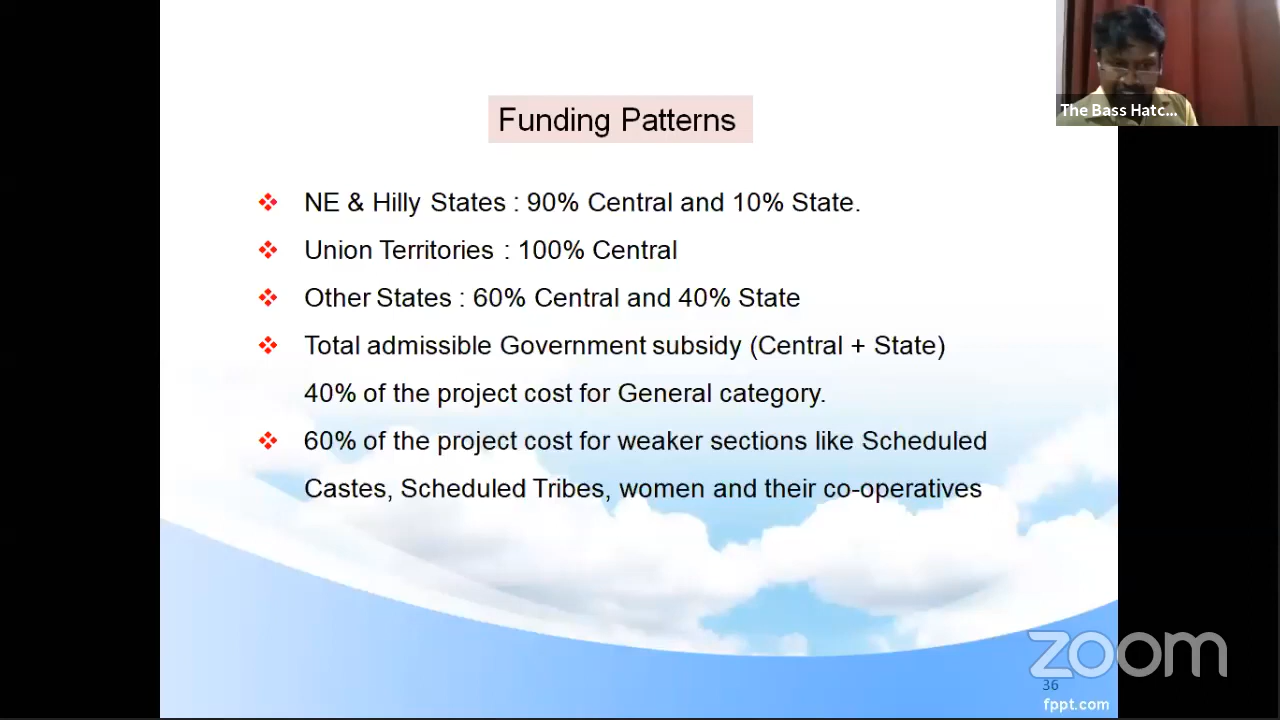 The Bass Hatc...
Funding Patterns
NE & Hilly States : 90% Central and 10% State.
Union Territories : 100% Central
Other States : 60% Central and 40% State
Total admissible Government subsidy (Central + State)
40% of the project cost for General category.
60% of the project cost for weaker sections like Scheduled
Castes, Scheduled Tribes, women and their co-operatives
zoom
36
fppt.com